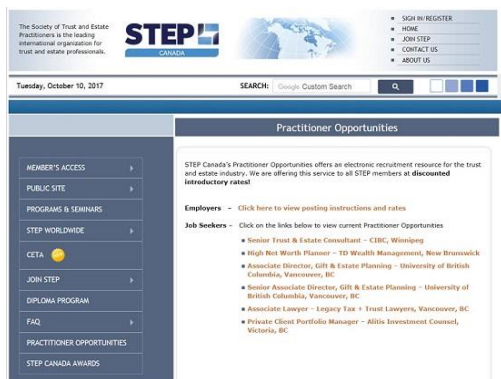 The Society of Trust and Estate
Practitioners is the leading
international organization for
trust and estate professionals.
STEP
CANADA
SIGN IN/REGISTER
HOME
JOIN STEP
CONTACT US
ABOUT US
Tuesday, October 10, 2017
SEARCH:
Google Custom Search
Practitioner Opportunities
MEMBER'S ACCESS
PUBLIC SITE
PROGRAMS & SEMINARS
STEP WORLDWIDE
CETA
JOIN STEP
DIPLOMA PROGRAM
FAQ
PRACTITIONER OPPORTUNITIES
STEP CANADA AWARDS
STEP Canada's Practitioner Opportunities offers an electronic recruitment resource for the trust
and estate industry. We are offering this service to all STEP members at discounted
introductory rates!
Employers – Click here to view posting instructions and rates
Job Seekers – Click on the links below to view current Practitioner Opportunities
Senior Trust & Estate Consultant – CIBC, Winnipeg
High Net Worth Planner – TD Wealth Management, New Brunswick
Associate Director, Gift & Estate Planning – University of British
Columbia, Vancouver, BC
Senior Associate Director, Gift & Estate Planning – University of
British Columbia, Vancouver, BC
Associate Lawyer – Legacy Tax + Trust Lawyers, Vancouver, BC
Private Client Portfolio Manager – Alitis Investment Counsel,
Victoria, BC